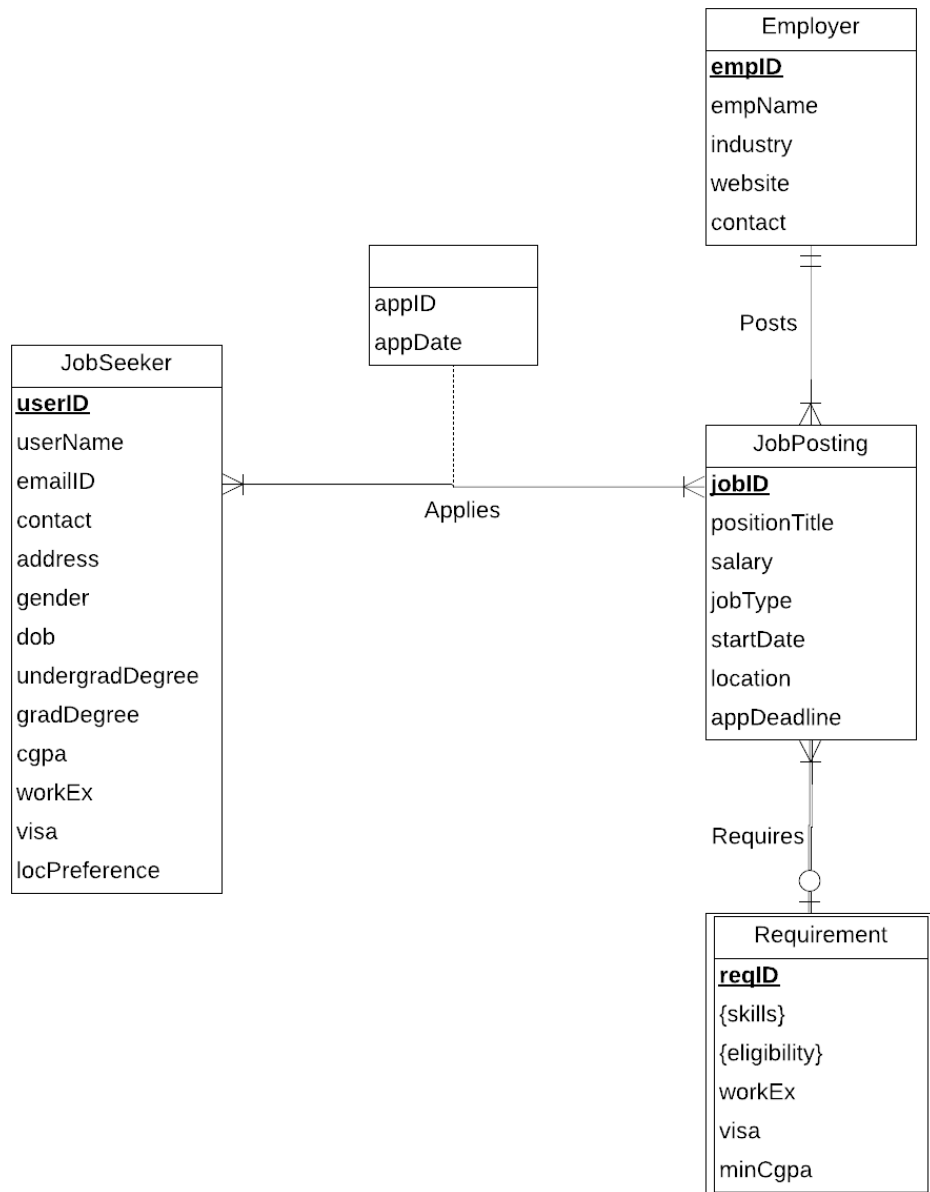 Employer
empID
empName
industry
website
contact
Posts
appID
appDate
Applies
JobSeeker
userID
userName
emailID
contact
address
gender
dob
undergradDegree
gradDegree
cgpa
workEx
visa
locPreference
JobPosting
jobID
positionTitle
salary
jobType
startDate
location
appDeadline
Requires
Requirement
reqID
{skills}
{eligibility}
workEx
visa
minCgpa